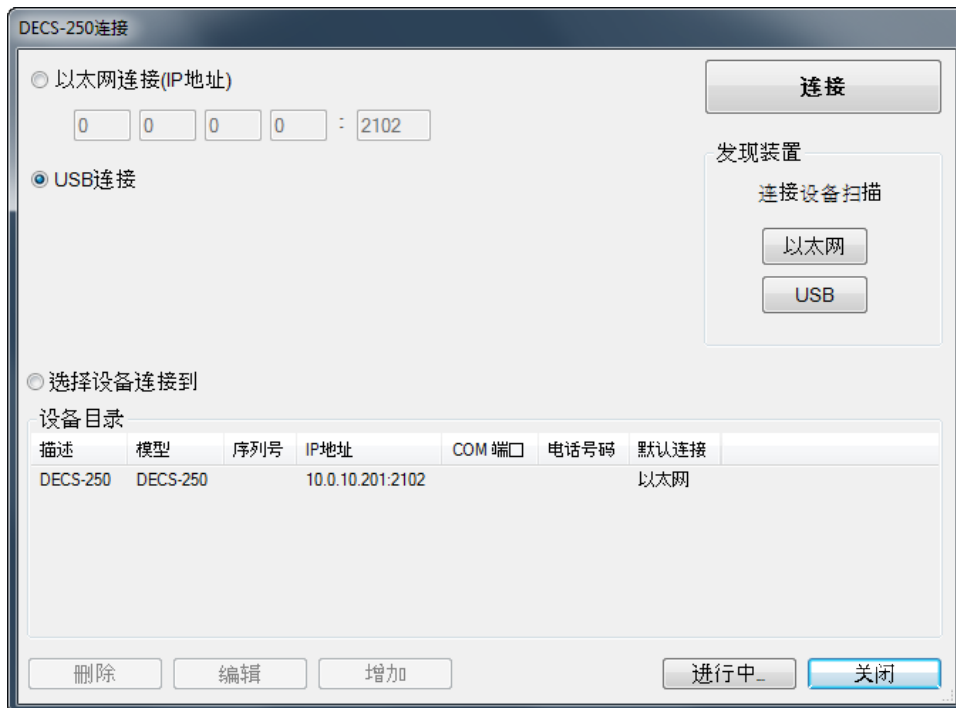 DECS-250连接
以太网连接(IP地址)
连接
0 0 0 0 : 2102
发现装置
USB连接
连接设备扫描
以太网
USB
选择设备连接到
设备目录
描述 模型 序列号 IP地址 COM 端口 电话号码 默认连接
DECS-250 DECS-250 10.0.10.201:2102 以太网
删除 编辑 增加 进行中... 关闭